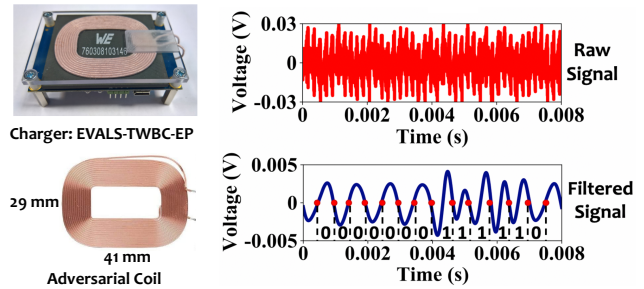 WE
760308103146
Charger: EVALS-TWBC-EP
29 mm
41 mm
Adversarial Coil
Voltage (V)
0.03
0
-0.03
0 0.002 0.004 0.006 0.008
Time (s)
Raw
Signal
Voltage (V)
0.005
0
-0.005
0 0 0 0 0 0 0 1 1 1 1 1 0
0 0.002 0.004 0.006 0.008
Time (s)
Filtered
Signal